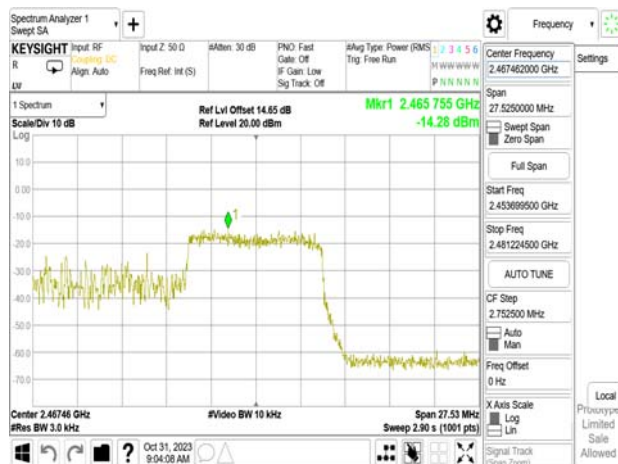 Spectrum Analyzer 1
Swept SA
Frequency
KEYSIGHT
Input: RF
Coupling: DC
Align: Auto
Input Z: 50 Ω
Freq Ref: Int (S)
#Atten: 30 dB
PNO: Fast
Gate: Off
IF Gain: Low
Sig Track: Off
#Avg Type: Power (RMS
Trig: Free Run
1 2 3 4 5 6
M W W W W W
P N N N N N
R
LVI
Center Frequency
2.467462000 GHz
Settings
Span
27.5250000 MHz
Swept Span
Zero Span
Full Span
Start Freq
2.453699500 GHz
Stop Freq
2.481224500 GHz
AUTO TUNE
CF Step
2.752500 MHz
Auto
Man
Freq Offset
0 Hz
X Axis Scale
Log
Lin
Signal Track
(Span Zoom)
Local
Prototype
Limited
Sale
Allowed
1 Spectrum
Scale/Div 10 dB
Ref Lvl Offset 14.65 dB
Ref Level 20.00 dBm
Mkr1 2.465 755 GHz
-14.28 dBm
Log
10.0
0.00
-10.0
-20.0
-30.0
-40.0
-50.0
-60.0
-70.0
1
Center 2.46746 GHz
#Res BW 3.0 kHz
#Video BW 10 kHz
Span 27.53 MHz
Sweep 2.90 s (1001 pts)
?
Oct 31, 2023
9:04:08 AM